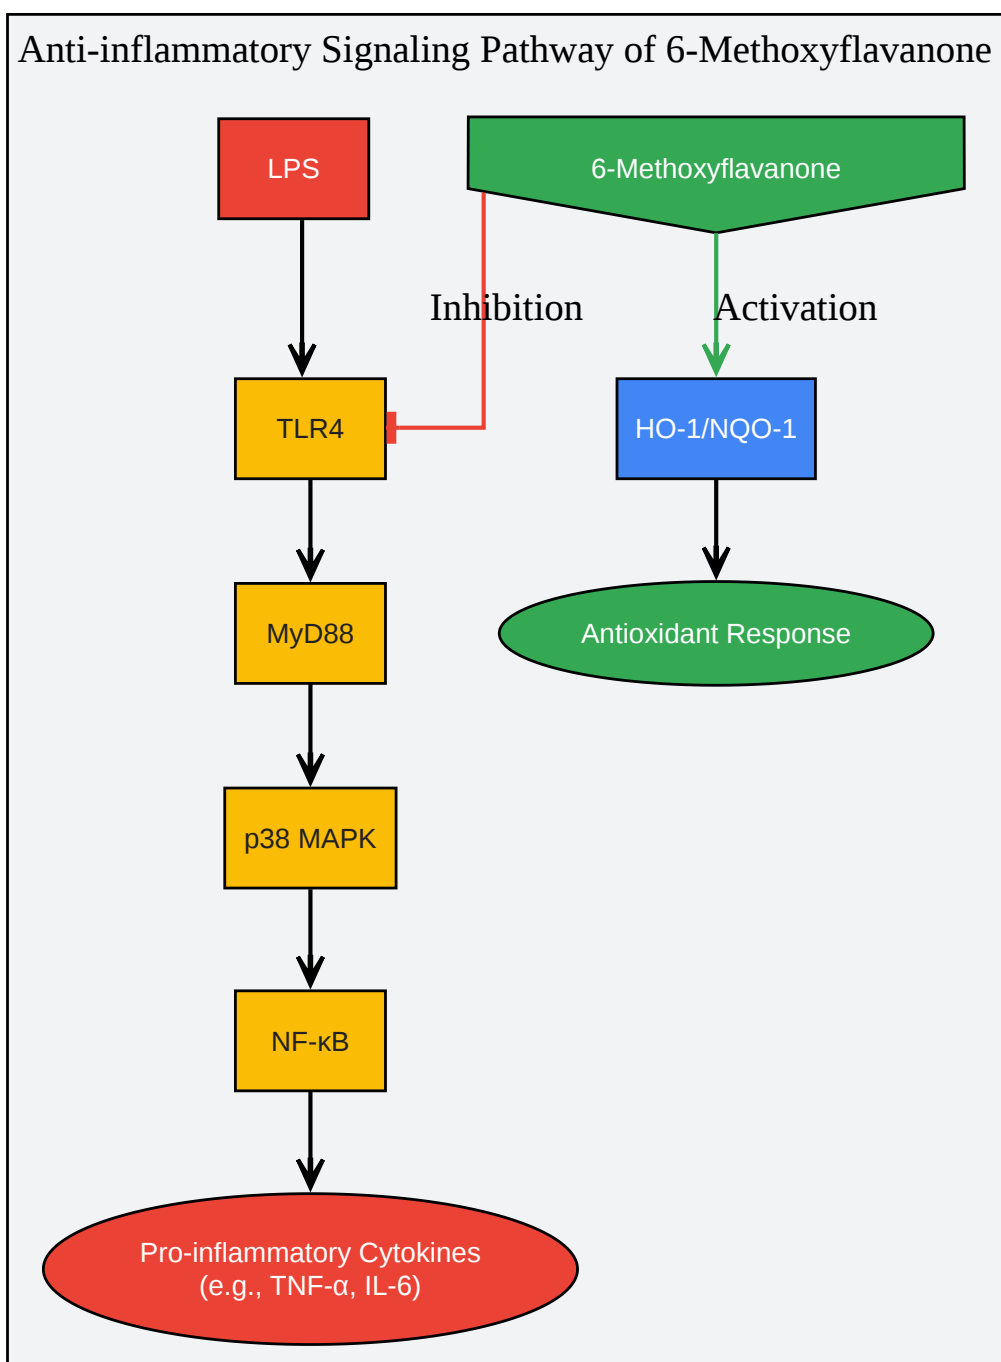 Anti-inflammatory Signaling Pathway of 6-Methoxyflavanone
LPS
6-Methoxyflavanone
Inhibition
Activation
TLR4
HO-1/NQO-1
MyD88
Antioxidant Response
p38 MAPK
NF-κB
Pro-inflammatory Cytokines
(e.g., TNF-α, IL-6)